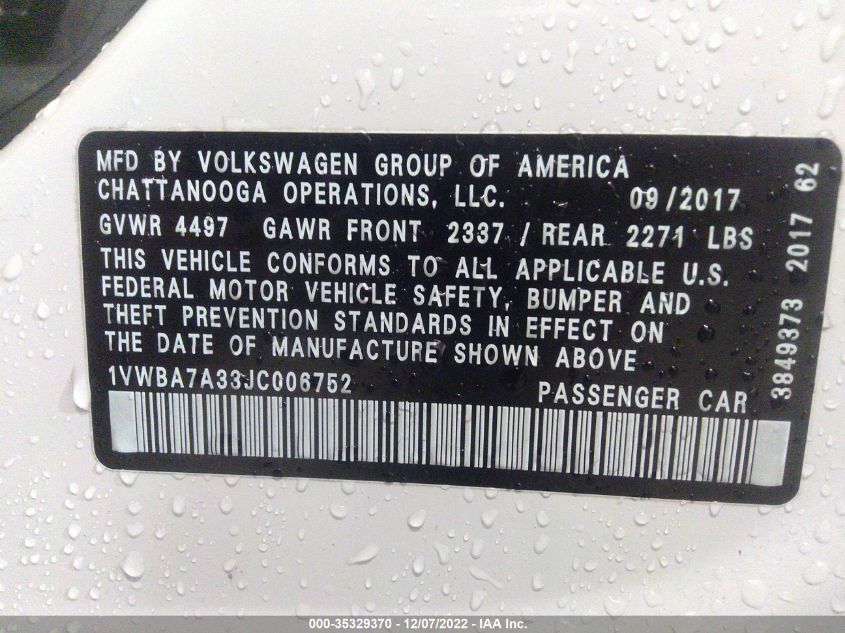 MFD BY VOLKSWAGEN GROUP OF AMERICA
CHATTANOOGA OPERATIONS, LLC. 09/2017
GVWR 4497 GAWR FRONT 2337 / REAR 2271 LBS
THIS VEHICLE CONFORMS TO ALL APPLICABLE U.S.
FEDERAL MOTOR VEHICLE SAFETY, BUMPER AND
THEFT PREVENTION STANDARDS IN EFFECT ON
THE DATE OF MANUFACTURE SHOWN ABOVE
1VWBA7A33JC006752 PASSENGER CAR
3849373 2017 62
000-35329370 - 12/07/2022 - IAA Inc.